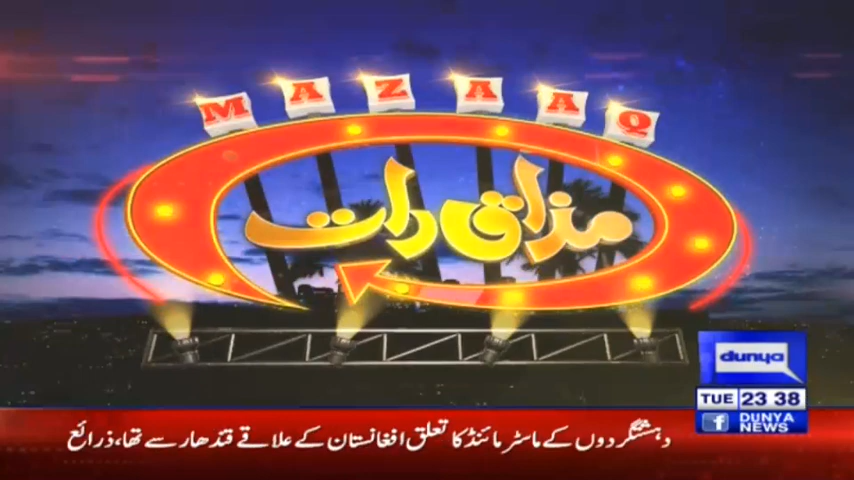 MAZAAQ
مذاق رات
dunya
TUE 23 38
f DUNYA NEWS
دہشتگردوں کے ماسٹر مائنڈ کا تعلق افغانستان کے علاقے قندھار سے تھا، ذرائع